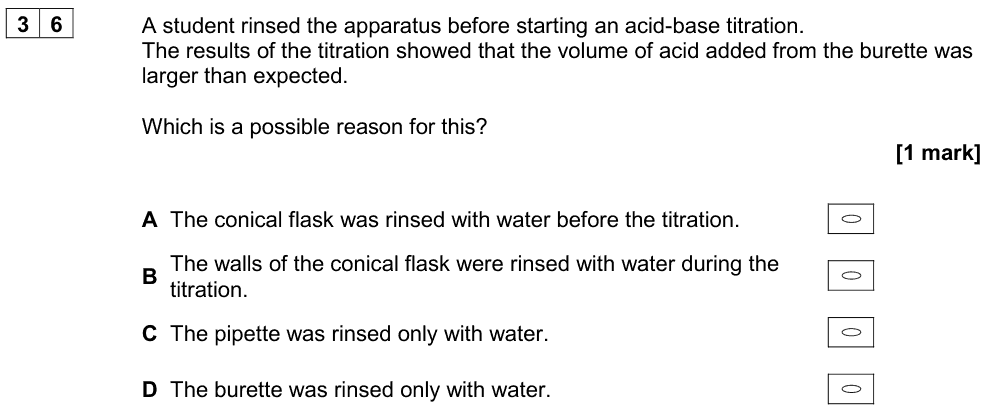 3 6
A student rinsed the apparatus before starting an acid-base titration.
The results of the titration showed that the volume of acid added from the burette was
larger than expected.
Which is a possible reason for this?
[1 mark]
A The conical flask was rinsed with water before the titration.
B The walls of the conical flask were rinsed with water during the
titration.
C The pipette was rinsed only with water.
D The burette was rinsed only with water.